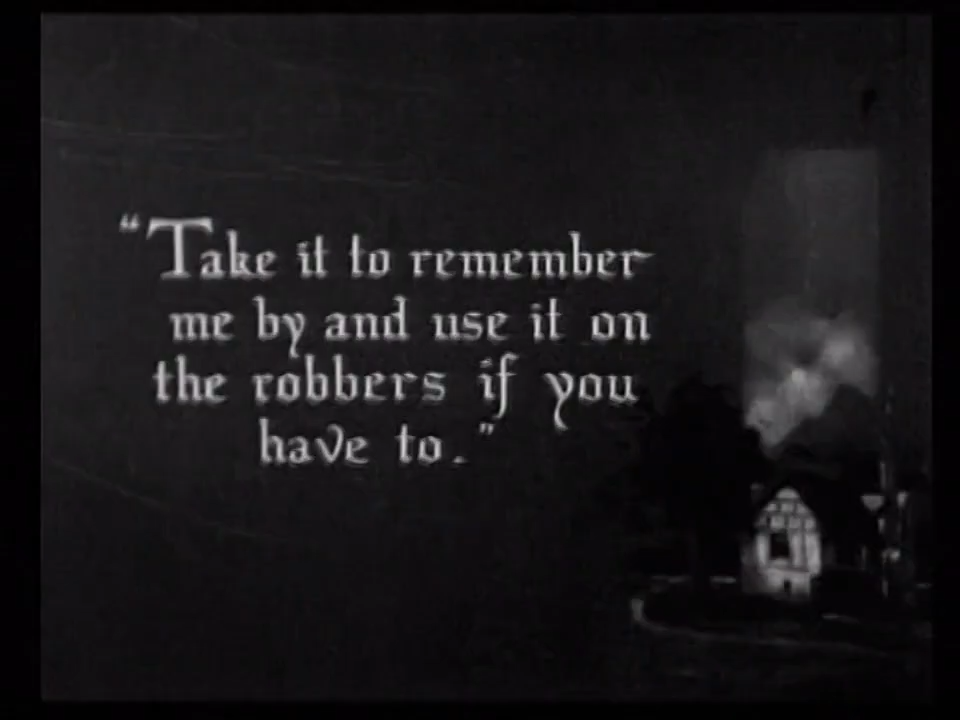 “Take it to remember
me by and use it on
the robbers if you
have to.”